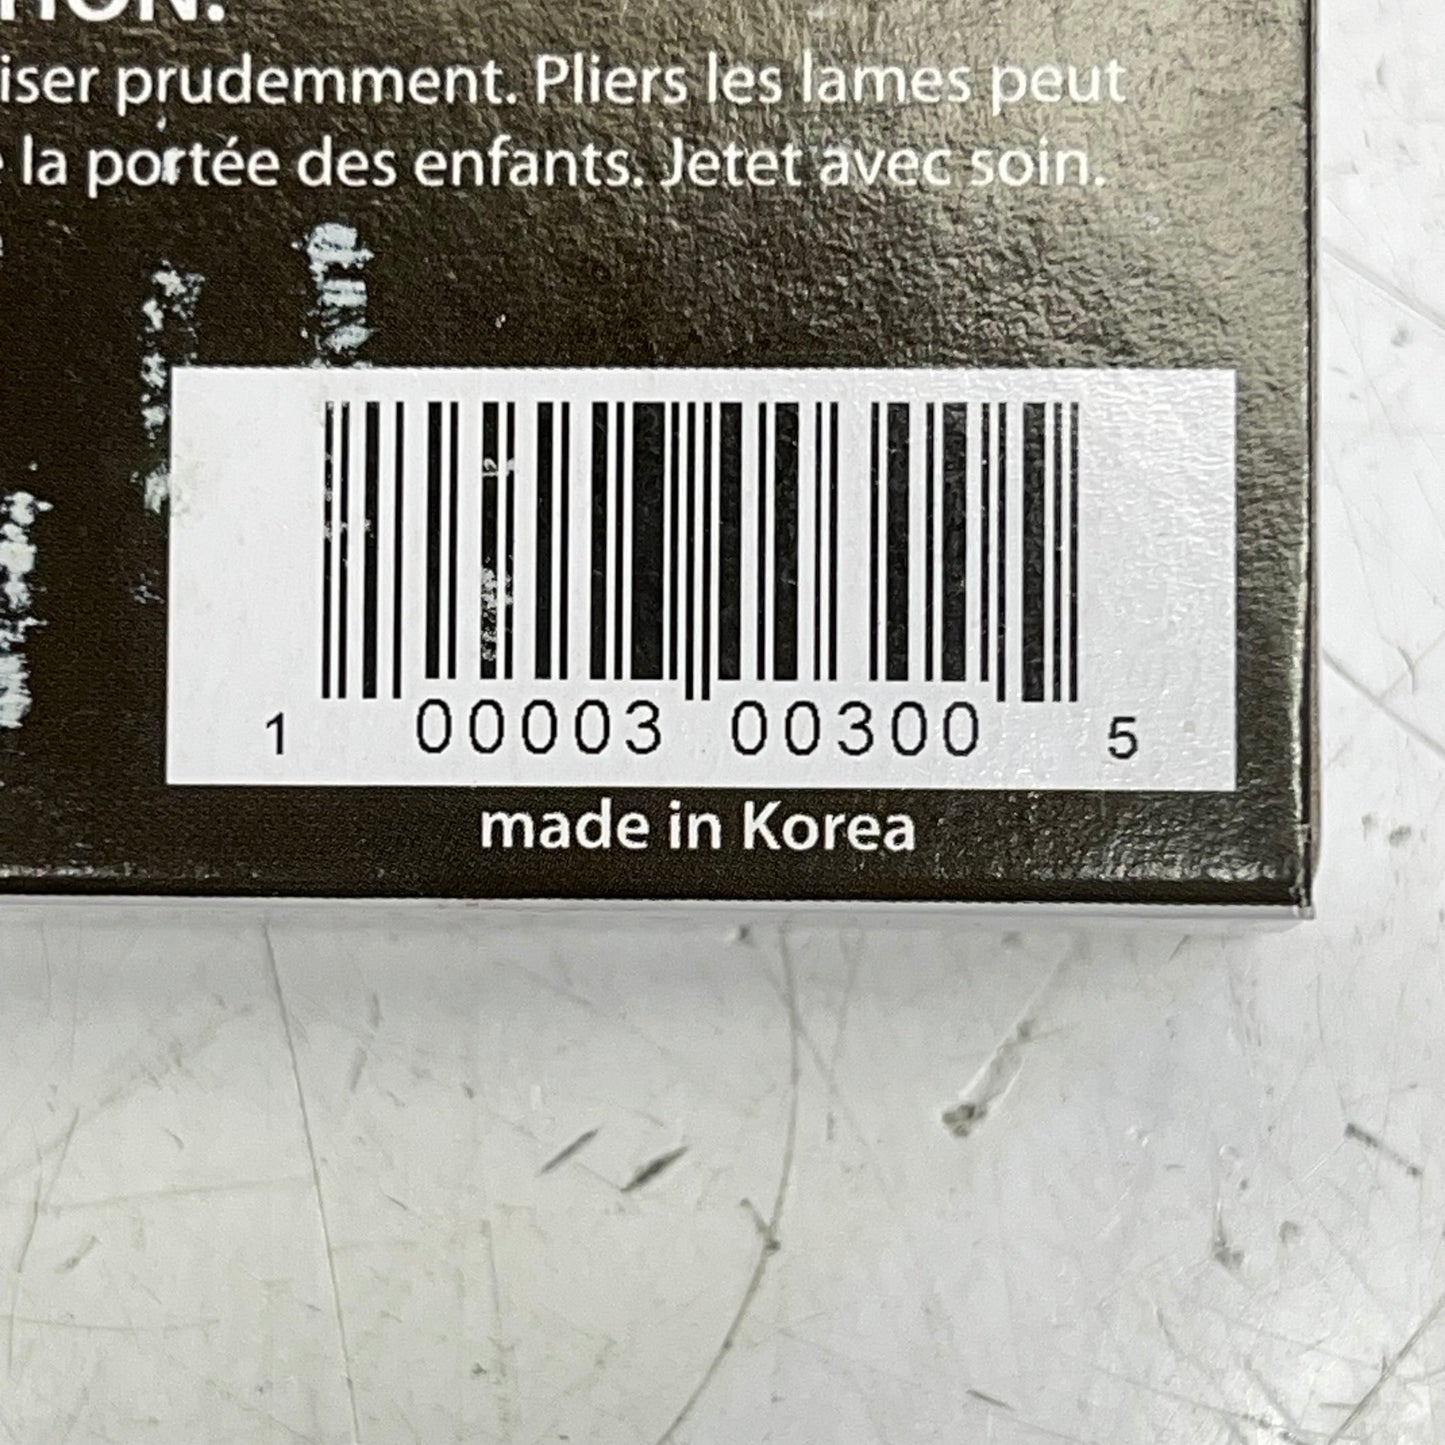 iser prudemment. Pliers les lames peut
la portée des enfants. Jetet avec soin.
1 00003 00300 5
made in Korea